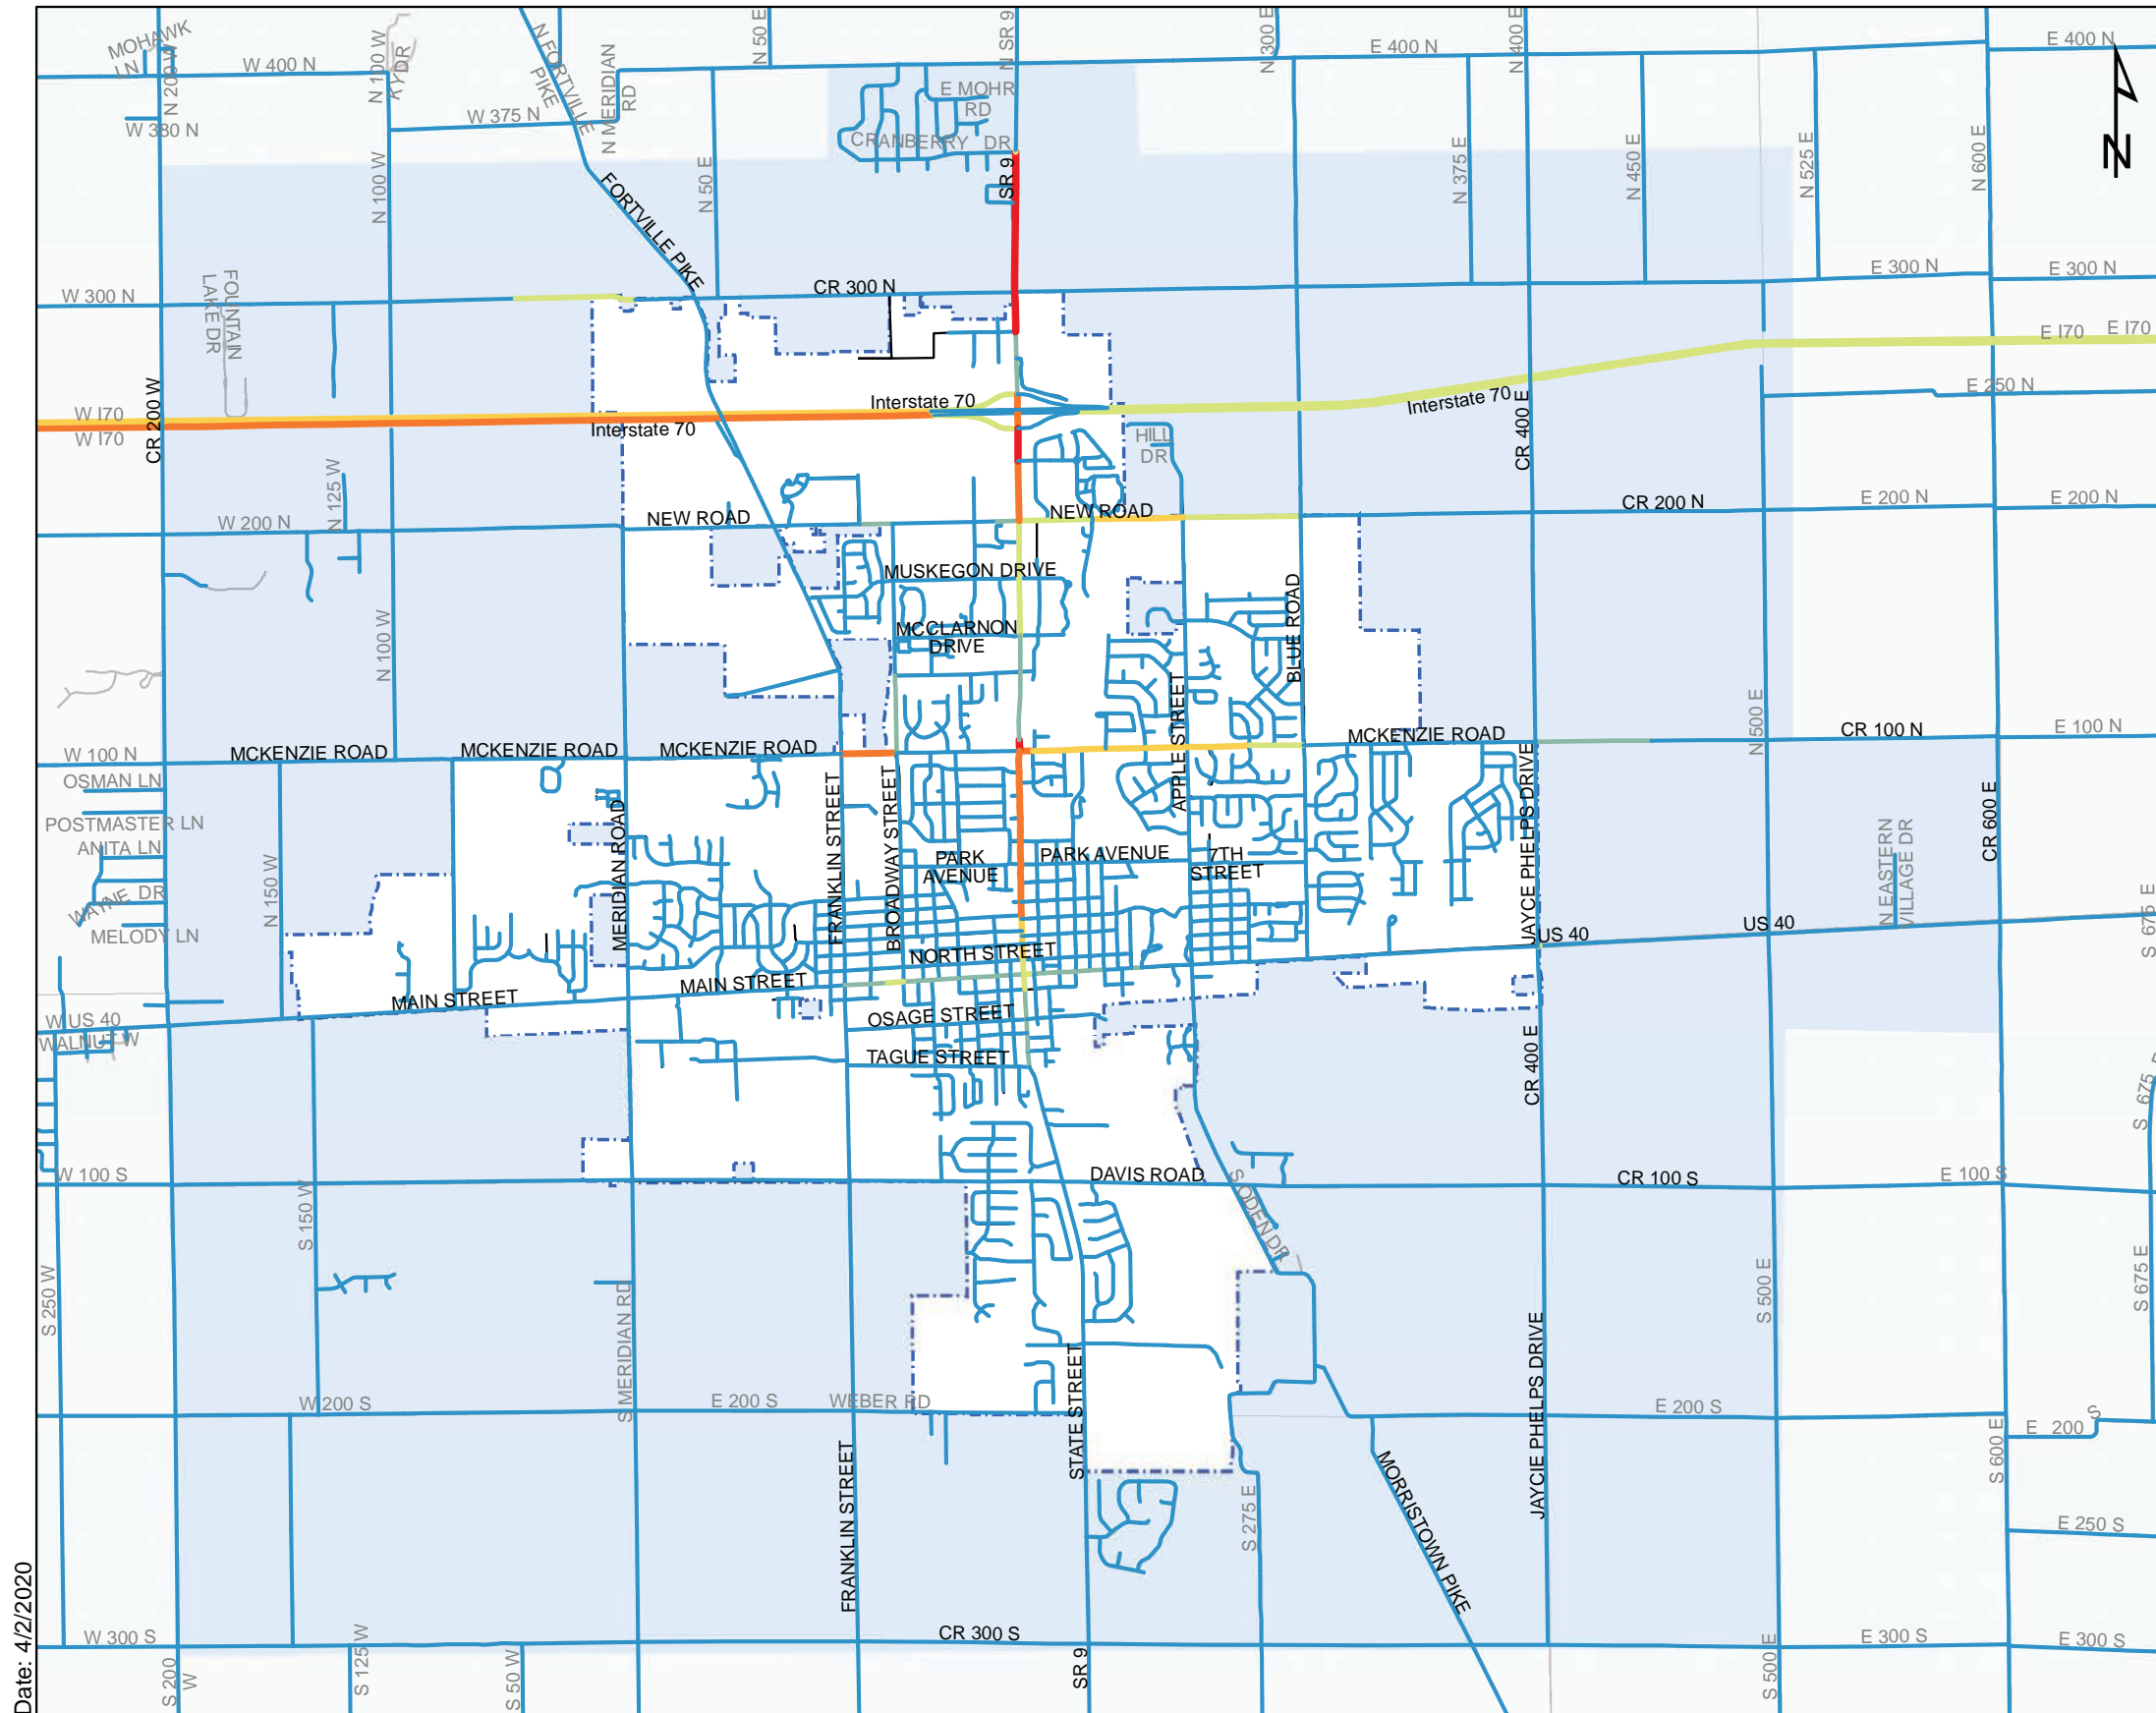 MOHAWK
LN
N 200 W
W 400 N
N 100 W
KY DR
N FORTVILLE
PIKE
N MERIDIAN
RD
N 50 E
N SR 9
N 300 E
E 400 N
N 400 E
E 400 N
W 380 N
W 375 N
E MOHR
RD
CRANBERRY DR
N
N 100 W
N 50 E
SR 9
N 375 E
N 450 E
N 525 E
N 600 E
FORTVILLE PIKE
FOUNTAIN
LAKE DR
W 300 N
CR 300 N
E 300 N
E 300 N
E I70
E I70
CR 200 W
W I70
W I70
Interstate 70
Interstate 70
Interstate 70
CR 400 E
E 250 N
HILL
DR
N 125 W
W 200 N
NEW ROAD
NEW ROAD
CR 200 N
E 200 N
E 200 N
MUSKEGON DRIVE
MCCLARNON
DRIVE
N 100 W
BLUE ROAD
APPLE STREET
N 500 E
W 100 N
MCKENZIE ROAD
MCKENZIE ROAD
MCKENZIE ROAD
MCKENZIE ROAD
CR 100 N
E 100 N
OSMAN LN
POSTMASTER LN
ANITA LN
WAYNE DR
MELODY LN
N 150 W
MERIDIAN ROAD
FRANKLIN STREET
BROADWAY STREET
PARK
AVENUE
PARK AVENUE
7TH
STREET
JAYCE PHELPS DRIVE
CR 600 E
N EASTERN
VILLAGE DR
US 40
US 40
S 675 E
NORTH STREET
MAIN STREET
MAIN STREET
OSAGE STREET
TAGUE STREET
W US 40
WALNUT W
CR 400 E
S 675 E
W 100 S
DAVIS ROAD
CR 100 S
E 100 S
S 150 W
S ODEN DR
S 250 W
S MERIDIAN RD
S 500 E
S 675 E
STATE STREET
JAYCIE PHELPS DRIVE
W 200 S
E 200 S
WEBER RD
E 200 S
E 200 S
S 600 E
FRANKLIN STREET
S 275 E
MORRISTOWN PIKE
E 250 S
Date: 4/2/2020
W 300 S
CR 300 S
E 300 S
E 300 S
S 200
W
S 125 W
S 50 W
SR 9
S 500 E